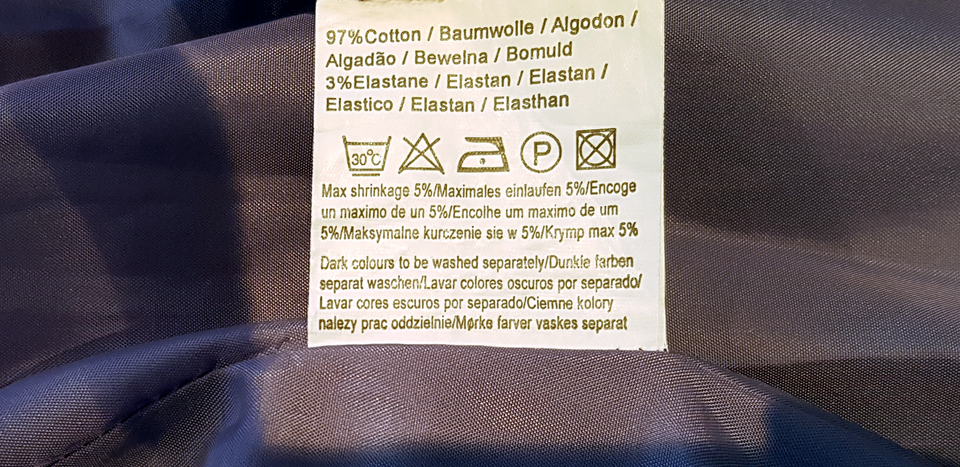 97%Cotton / Baumwolle / Algodon /
Algadão / Bewelna / Bomuld
3%Elastane / Elastan / Elastan /
Elastico / Elastan / Elasthan
30°C P
Max shrinkage 5%/Maximales einlaufen 5%/Encoge
un maximo de un 5%/Encolhe um maximo de um
5%/Maksymalne kurczenie sie w 5%/Krymp max 5%
Dark colours to be washed separately/Dunkle farben
separat waschen/Lavar colores oscuros por separado/
Lavar cores escuros por separado/Ciemne kolory
nalezy prac oddzielnie/Mørke farver vaskes separat